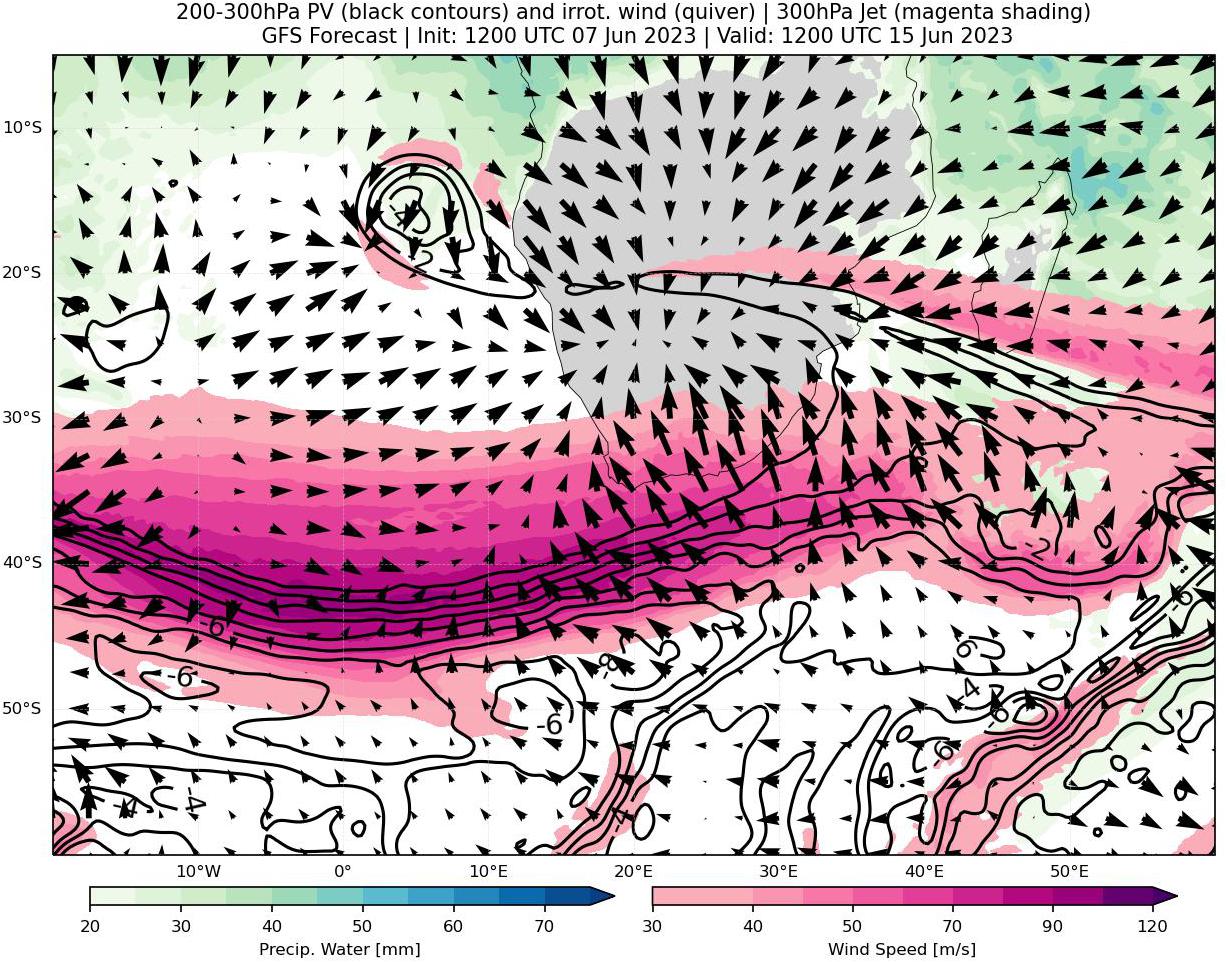 200-300hPa PV (black contours) and irrot. wind (quiver) | 300hPa Jet (magenta shading)
GFS Forecast | Init: 1200 UTC 07 Jun 2023 | Valid: 1200 UTC 15 Jun 2023
10°S
20°S
30°S
40°S
50°S
-2
-2
-6
-6
-8
-6
-6
-4
-6
-6
-6
-4
-4
-4
10°W
0°
10°E
20°E
30°E
40°E
50°E
20 30 40 50 60 70
30 40 50 70 90 120
Precip. Water [mm]
Wind Speed [m/s]